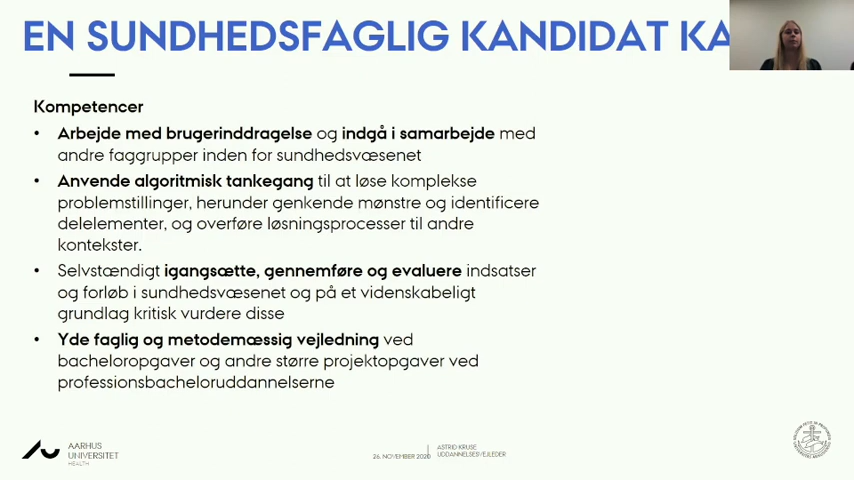 EN SUNDHEDSFAGLIG KANDIDAT KA
Kompetencer
• Arbejde med brugerinddragelse og indgå i samarbejde med
andre faggrupper inden for sundhedsvæsenet
• Anvende algoritmisk tankegang til at løse komplekse
problemstillinger, herunder genkende mønstre og identificere
delelementer, og overføre løsningsprocesser til andre
kontekster.
• Selvstændigt igangsætte, gennemføre og evaluere indsatser
og forløb i sundhedsvæsenet og på et videnskabeligt
grundlag kritisk vurdere disse
• Yde faglig og metodemæssig vejledning ved
bacheloropgaver og andre større projektopgaver ved
professionsbacheloruddannelserne
AARHUS
UNIVERSITET
HEALTH
26. NOVEMBER 2020
ASTRID KRUSE
UDDANNELSESVEJLEDER